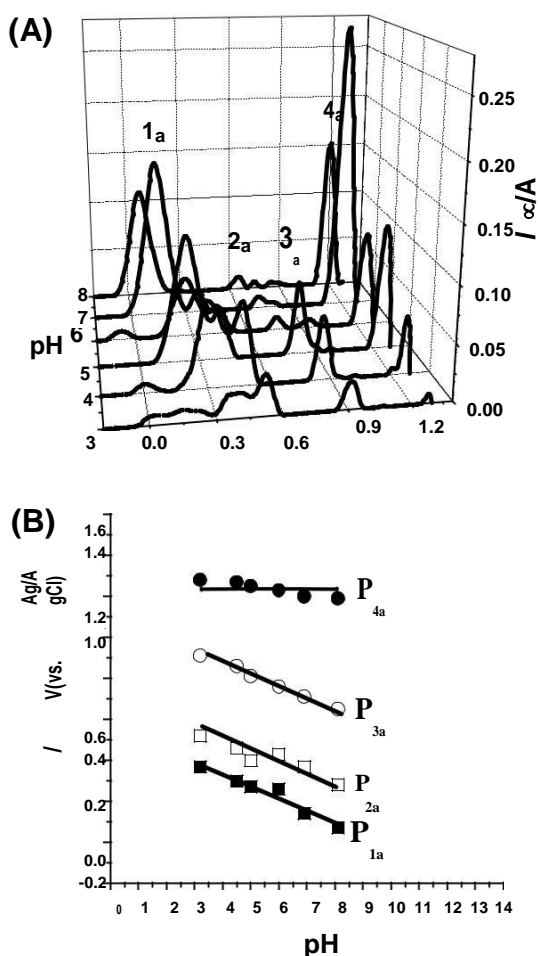 (A)
4a
1a
2a
3
a
0.25
0.20
0.15
0.10
0.05
0.00
I ∝/A
8
7
6
5
4
3
pH
0.0
0.3
0.6
0.9
1.2
(B)
1.6
1.4
1.2
1.0
0.6
0.4
0.2
0.0
-0.2
Ag/A
gCl)
V(vs.
I
P4a
P3a
P2a
P1a
0 1 2 3 4 5 6 7 8 9 10 11 12 13 14
pH